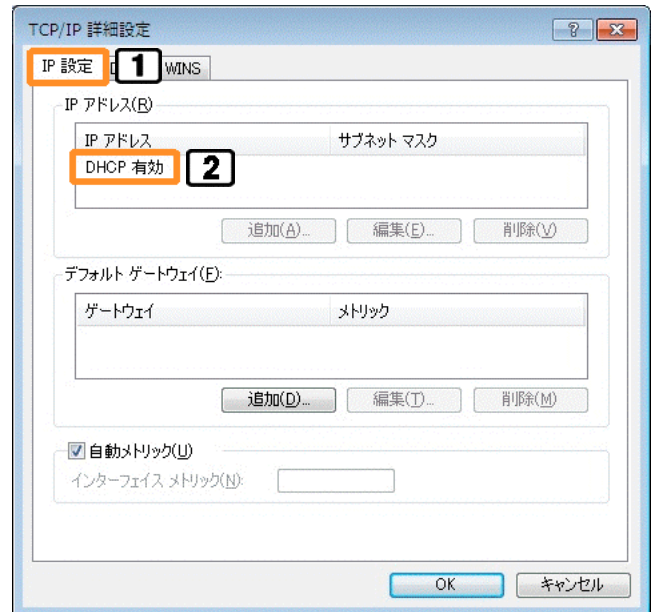 TCP/IP 詳細設定
IP 設定 1 WINS
IP アドレス(R)
IP アドレス サブネット マスク
DHCP 有効 2
追加(A)... 編集(E)... 削除(V)
デフォルト ゲートウェイ(F):
ゲートウェイ メトリック
追加(D)... 編集(T)... 削除(M)
自動メトリック(U)
インターフェイス メトリック(N):
OK キャンセル